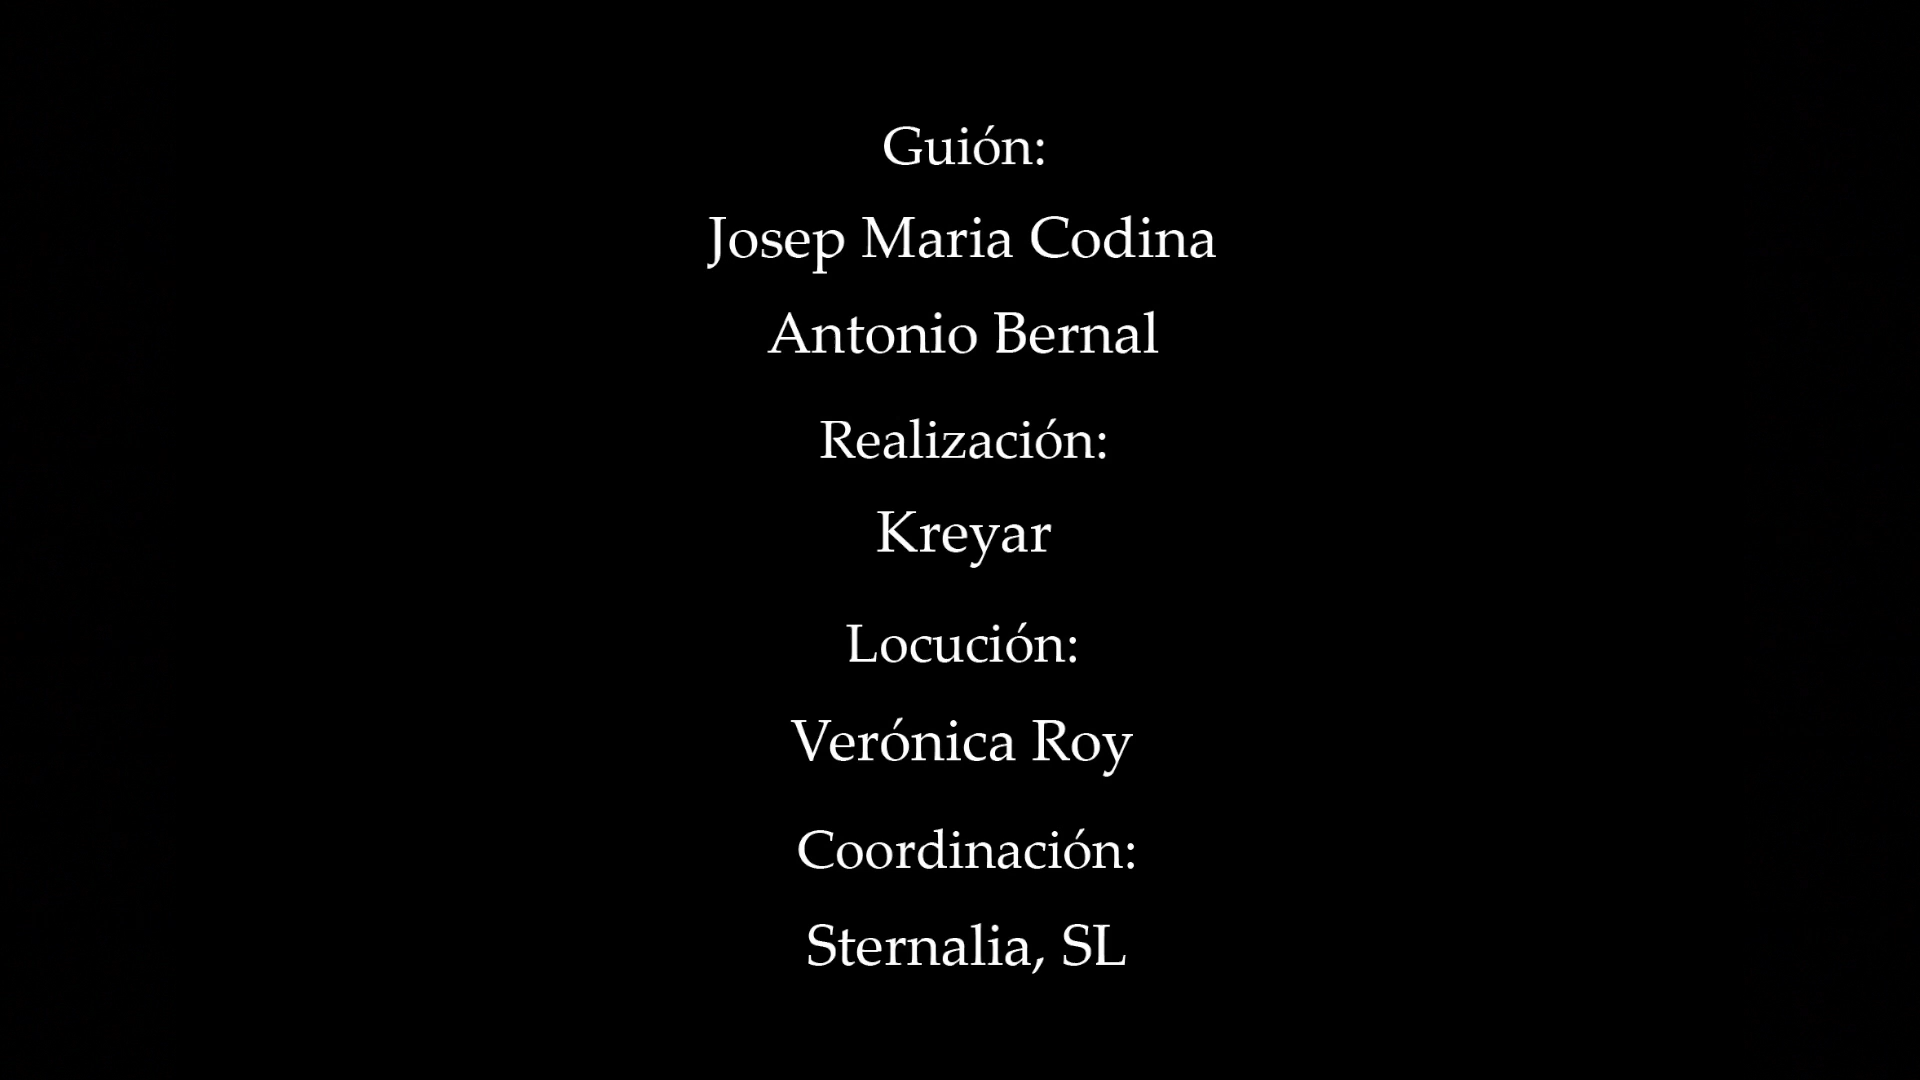 Guión:
Josep Maria Codina
Antonio Bernal
Realización:
Kreyar
Locución:
Verónica Roy
Coordinación:
Sternalia, SL